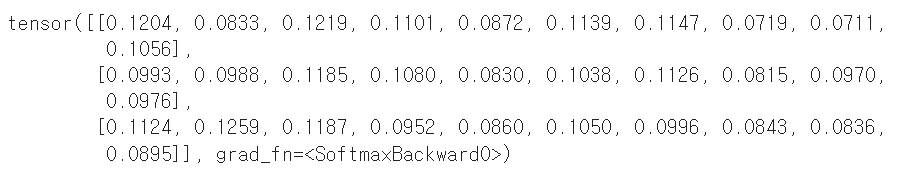 tensor([[0.1204, 0.0833, 0.1219, 0.1101, 0.0872, 0.1139, 0.1147, 0.0719, 0.0711,
0.1056],
[0.0993, 0.0988, 0.1185, 0.1080, 0.0830, 0.1038, 0.1126, 0.0815, 0.0970,
0.0976],
[0.1124, 0.1259, 0.1187, 0.0952, 0.0860, 0.1050, 0.0996, 0.0843, 0.0836,
0.0895]], grad_fn=<SoftmaxBackward0>)